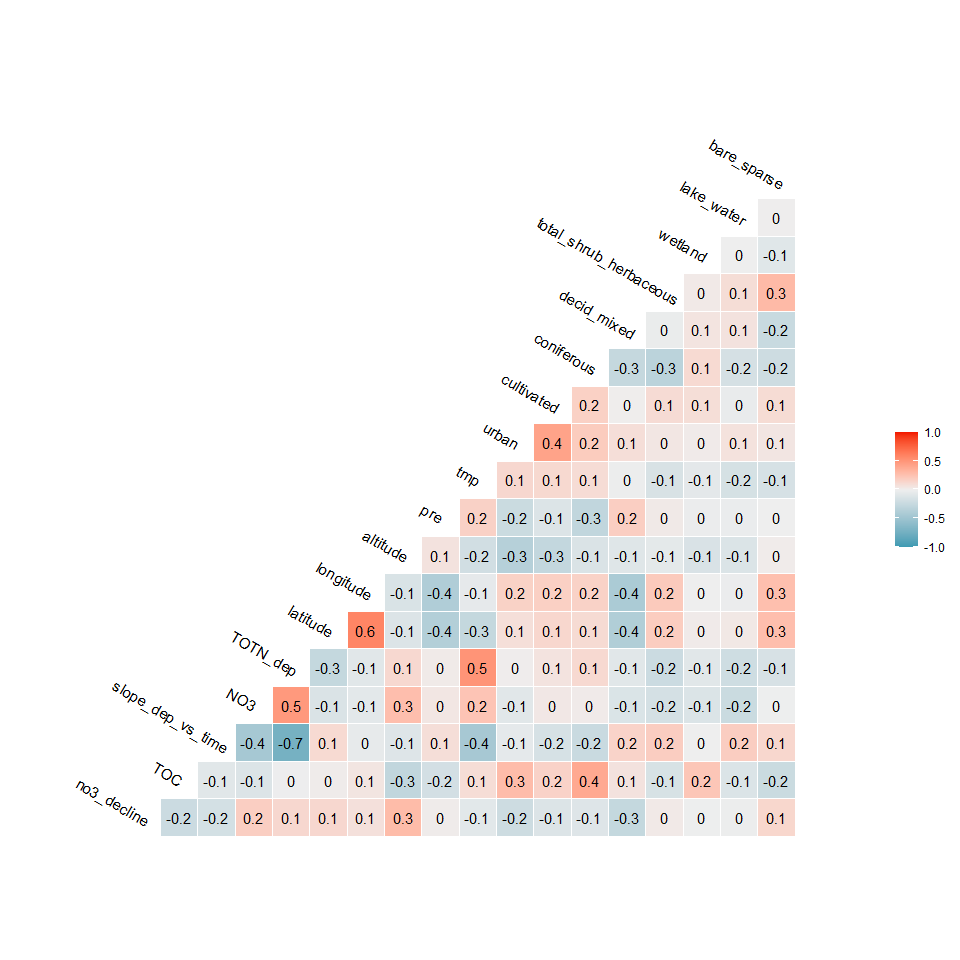 bare_sparse
lake_water 0
wetland 0 -0.1
total_shrub_herbaceous 0 0.1 0.3
decid_mixed 0 0.1 0.1 -0.2
coniferous -0.3 -0.3 0.1 -0.2 -0.2
cultivated 0.2 0 0.1 0.1 0 0.1
urban 0.4 0.2 0.1 0 0 0.1 0.1
tmp 0.1 0.1 0.1 0 -0.1 -0.1 -0.2 -0.1
pre 0.2 -0.2 -0.1 -0.3 0.2 0 0 0 0
altitude 0.1 -0.2 -0.3 -0.3 -0.1 -0.1 -0.1 -0.1 -0.1 0
longitude -0.1 -0.4 -0.1 0.2 0.2 0.2 -0.4 0.2 0 0 0.3
latitude 0.6 -0.1 -0.4 -0.3 0.1 0.1 0.1 -0.4 0.2 0 0 0.3
TOTN_dep -0.3 -0.1 0.1 0 0.5 0 0.1 0.1 -0.1 -0.2 -0.1 -0.2 -0.1
NO3 0.5 -0.1 -0.1 0.3 0 0.2 -0.1 0 0 -0.1 -0.2 -0.1 -0.2 0
slope_dep_vs_time -0.4 -0.7 0.1 0 -0.1 0.1 -0.4 -0.1 -0.2 -0.2 0.2 0.2 0 0.2 0.1
TOC -0.1 -0.1 0 0 0.1 -0.3 -0.2 0.1 0.3 0.2 0.4 0.1 -0.1 0.2 -0.1 -0.2
no3_decline -0.2 -0.2 0.2 0.1 0.1 0.1 0.3 0 -0.1 -0.2 -0.1 -0.1 -0.3 0 0 0 0.1
1.0
0.5
0.0
-0.5
-1.0